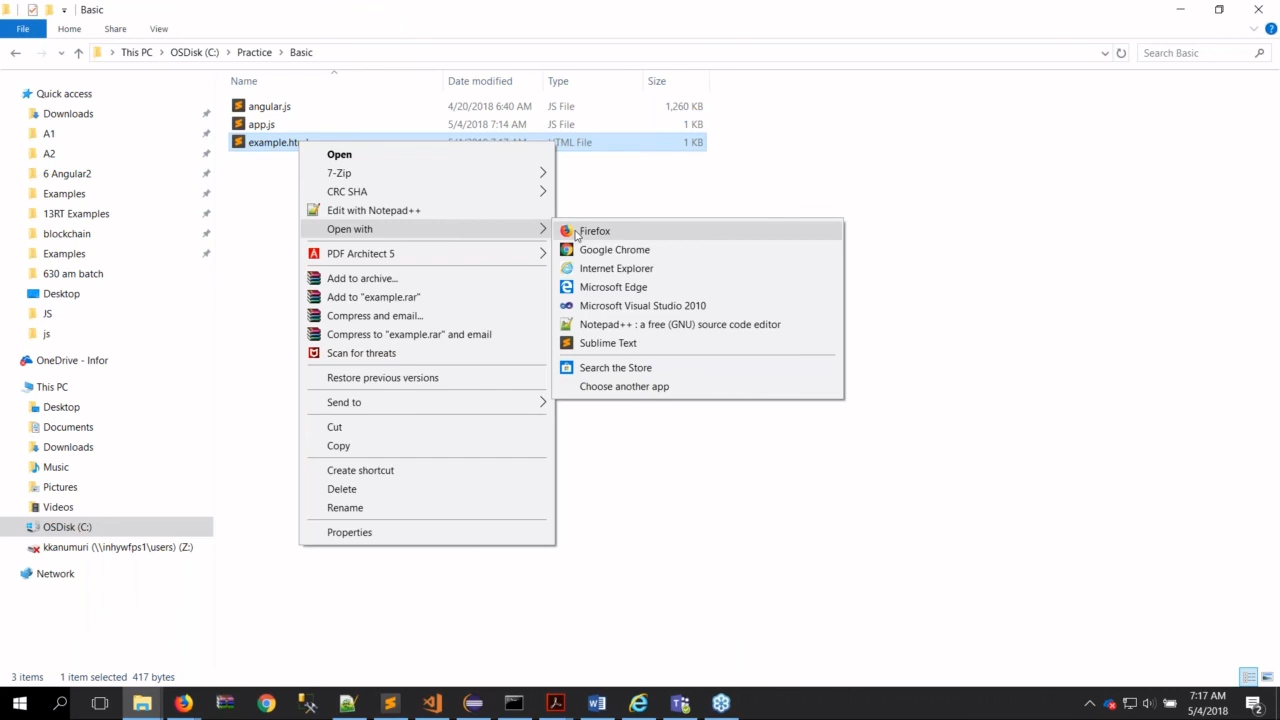 Basic
File Home Share View
This PC OSDisk (C:) Practice Basic
Search Basic
Name Date modified Type Size
angular.js 4/20/2018 6:40 AM JS File 1,260 KB
app.js 5/4/2018 7:14 AM JS File 1 KB
HTML File 1 KB
Quick access
Downloads
A1
A2
6 Angular2
Examples
13RT Examples
blockchain
Examples
630 am batch
Desktop
JS
js
OneDrive - Infor
This PC
Desktop
Documents
Downloads
Music
Pictures
Videos
OSDisk (C:)
kkanumuri (\\inhywfps1\users) (Z:)
Network
Open
7-Zip
CRC SHA
Edit with Notepad++
Open with
PDF Architect 5
Add to archive...
Add to "example.rar"
Compress and email...
Compress to "example.rar" and email
Scan for threats
Restore previous versions
Send to
Cut
Copy
Create shortcut
Delete
Rename
Properties
Firefox
Google Chrome
Internet Explorer
Microsoft Edge
Microsoft Visual Studio 2010
Notepad++ : a free (GNU) source code editor
Sublime Text
Search the Store
Choose another app
3 items 1 item selected 417 bytes
7:17 AM
5/4/2018
2